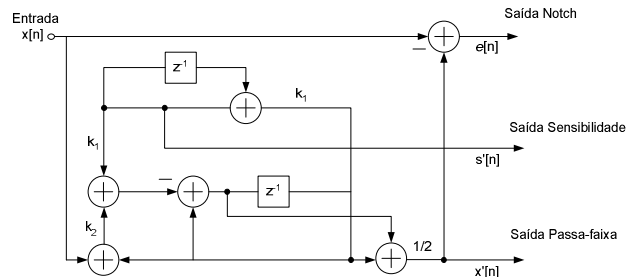 Entrada
x[n]
Saída Notch
e[n]
z-1
k1
k1
Saída Sensibilidade
s'[n]
z-1
k2
1/2
Saída Passa-faixa
x'[n]